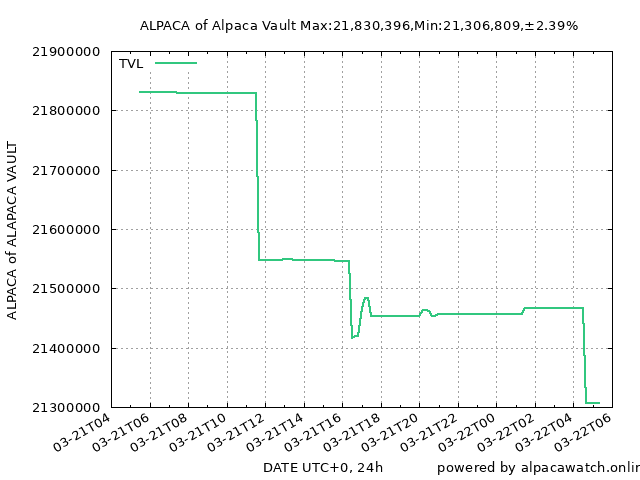 ALPACA of Alpaca Vault Max:21,830,396,Min:21,306,809,±2.39%
21900000
TVL
21800000
21700000
21600000
21500000
21400000
21300000
ALPACA of ALAPACA VAULT
03-21T04
03-21T06
03-21T08
03-21T10
03-21T12
03-21T14
03-21T16
03-21T18
03-21T20
03-21T22
03-22T00
03-22T02
03-22T04
03-22T06
DATE UTC+0, 24h
powered by alpacawatch.onlin